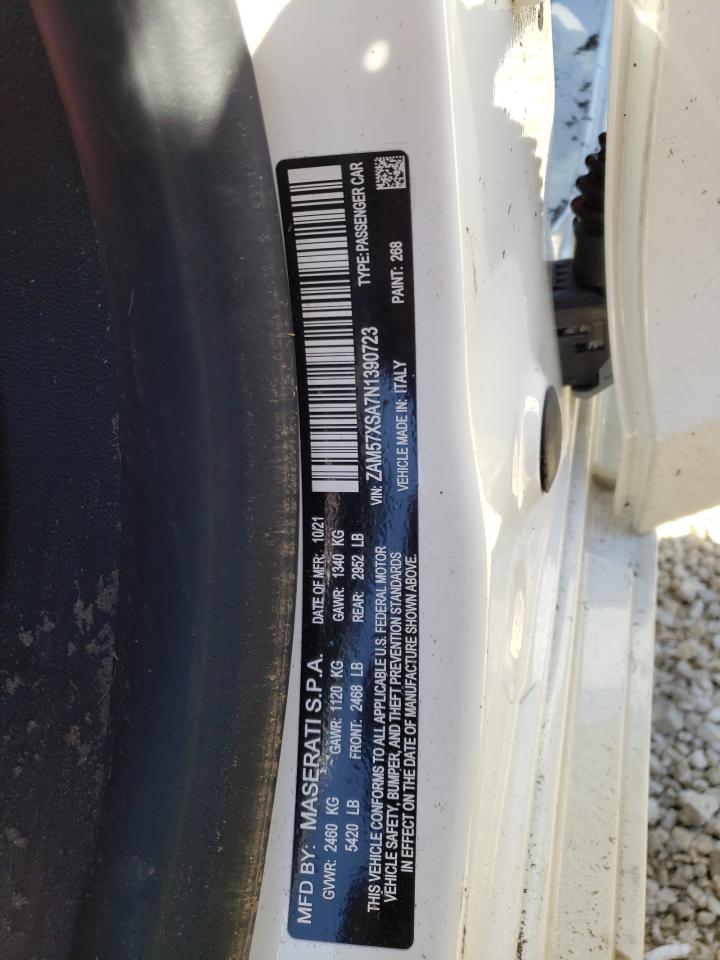 MFD BY: MASERATI S.P.A. DATE OF MFR: 10/21
GVWR: 2460 KG GAWR: 1120 KG GAWR: 1340 KG
5420 LB FRONT: 2468 LB REAR: 2952 LB
THIS VEHICLE CONFORMS TO ALL APPLICABLE U.S. FEDERAL MOTOR
VEHICLE SAFETY, BUMPER, AND THEFT PREVENTION STANDARDS
IN EFFECT ON THE DATE OF MANUFACTURE SHOWN ABOVE.
VIN: ZAM57XSA7N1390723 TYPE: PASSENGER CAR
VEHICLE MADE IN: ITALY PAINT: 268